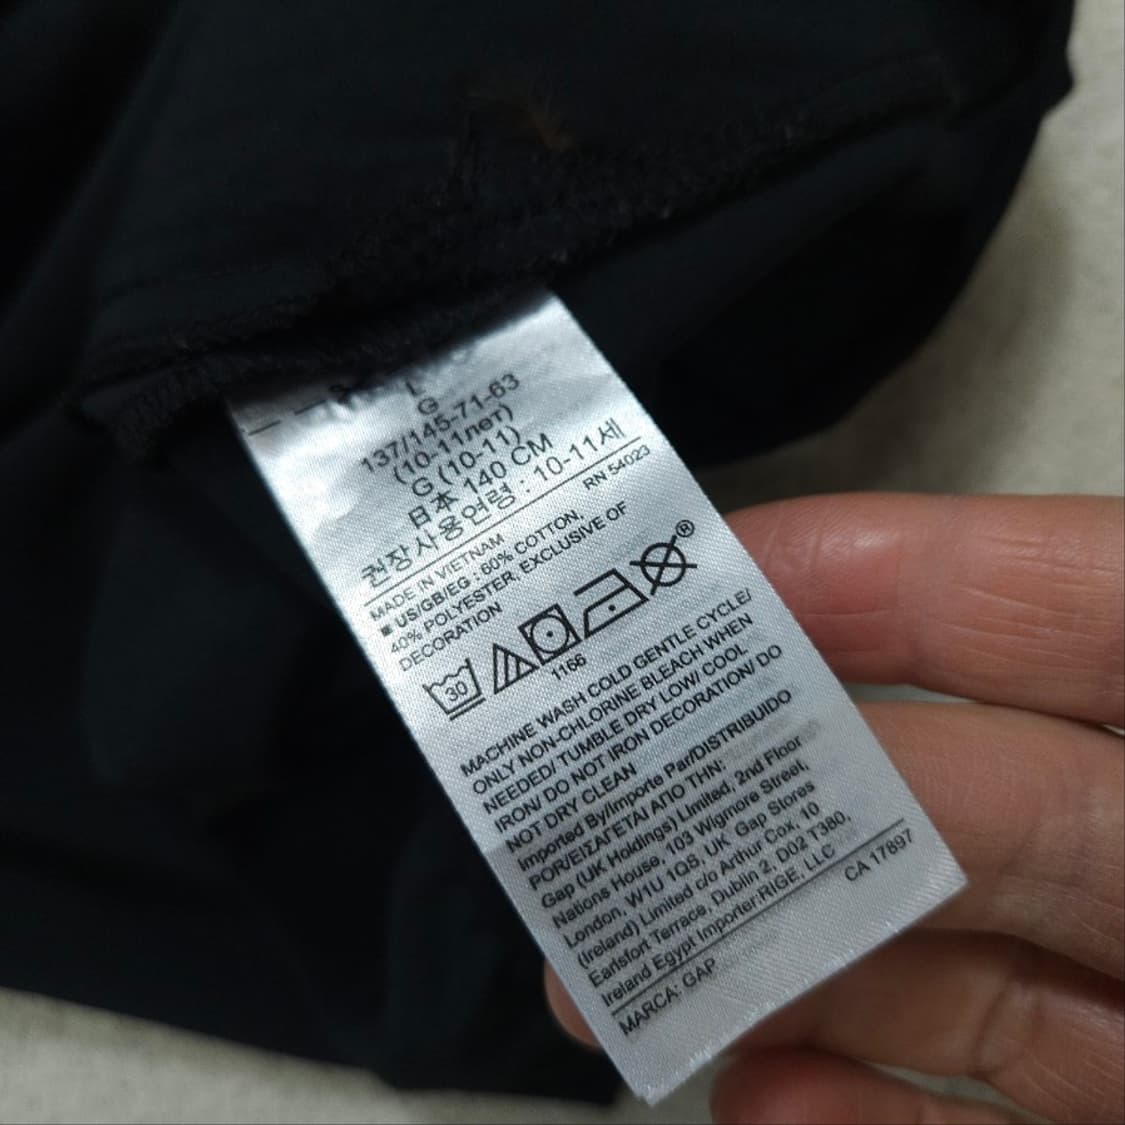 L
G
137/145-71-63
(10-11лет)
G (10-11)
日本 140 CM
권장사용연령 : 10-11세
RN 54023
MADE IN VIETNAM
■ US/GB/EG : 60% COTTON,
40% POLYESTER, EXCLUSIVE OF
DECORATION
30
1166
®
MACHINE WASH COLD GENTLE CYCLE/
ONLY NON-CHLORINE BLEACH WHEN
NEEDED/ TUMBLE DRY LOW/ COOL
IRON/ DO NOT IRON DECORATION/ DO
NOT DRY CLEAN
Imported By/Importe Par/DISTRIBUIDO
POR/ΕΙΣΑΓΕΤΑΙ ΑΠΟ ΤΗΝ:
Gap (UK Holdings) Limited, 2nd Floor
Nations House, 103 Wigmore Street,
London, W1U 1QS, UK Gap Stores
(Ireland) Limited c/o Arthur Cox, 10
Earlsfort Terrace, Dublin 2, D02 T380,
Ireland Egypt Importer:RIGE, LLC
CA 17897
MARCA: GAP